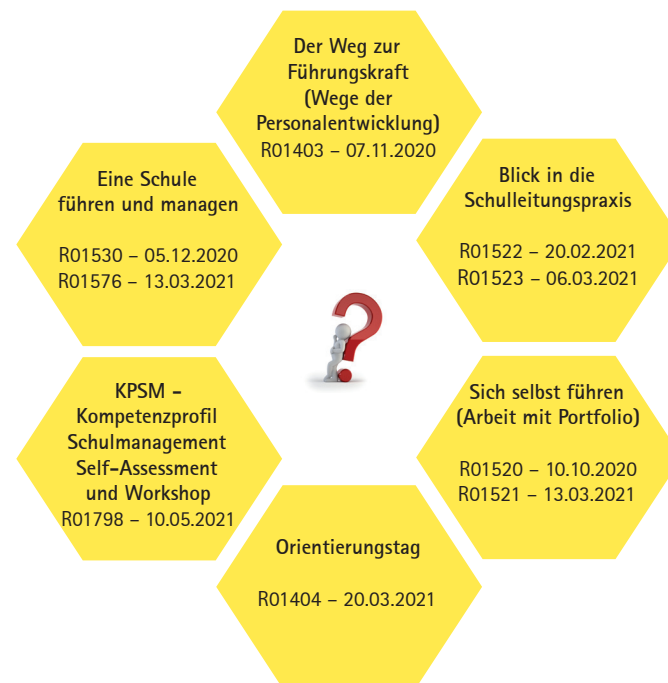 Der Weg zur
Führungskraft
(Wege der
Personalentwicklung)
R01403 – 07.11.2020
Blick in die
Schulleitungspraxis
R01522 – 20.02.2021
R01523 – 06.03.2021
Sich selbst führen
(Arbeit mit Portfolio)
R01520 – 10.10.2020
R01521 – 13.03.2021
Orientierungstag
R01404 – 20.03.2021
KPSM –
Kompetenzprofil
Schulmanagement
Self-Assessment
und Workshop
R01798 – 10.05.2021
Eine Schule
führen und managen
R01530 – 05.12.2020
R01576 – 13.03.2021